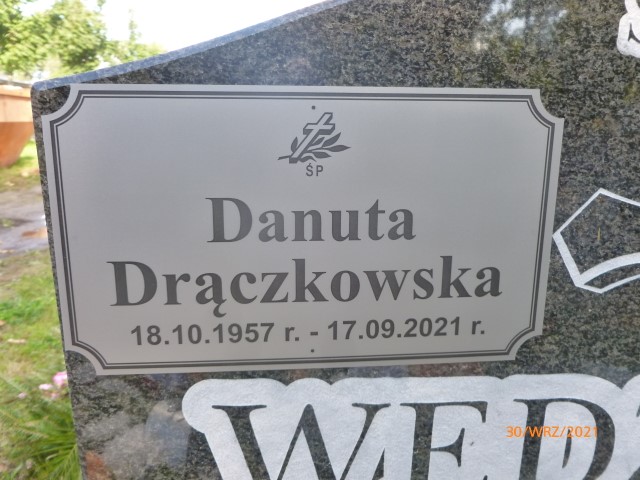 ŚP
Danuta
Drączkowska
18.10.1957 r. - 17.09.2021 r.
30/WRZ/2021